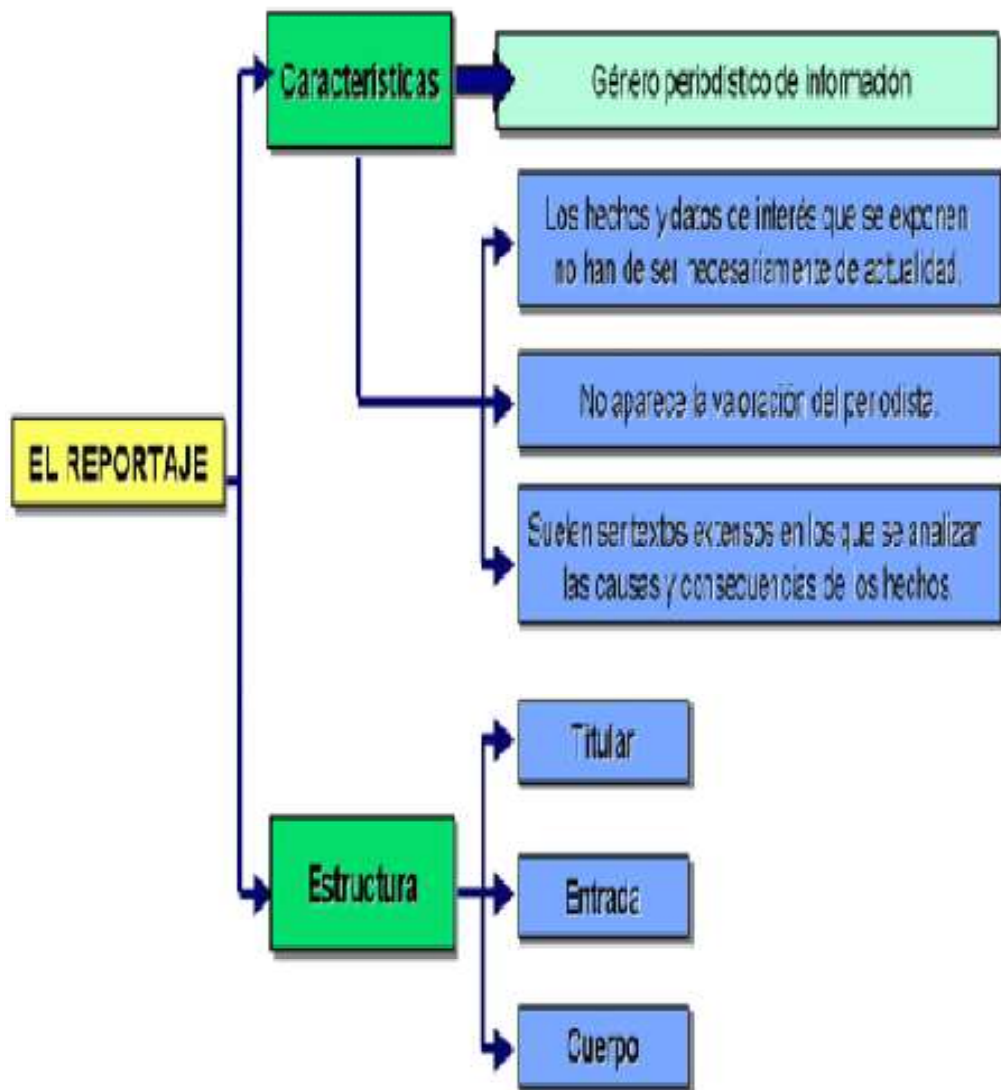 Características
Género periodístico de información
Los hechos y datos de interés que se exponen
no han de ser necesariamente de actualidad.
No aparece la valoración del periodista.
EL REPORTAJE
Suelen ser textos extensos en los que se analizan
las causas y consecuencias de los hechos
Titular
Estructura
Entrada
Cuerpo